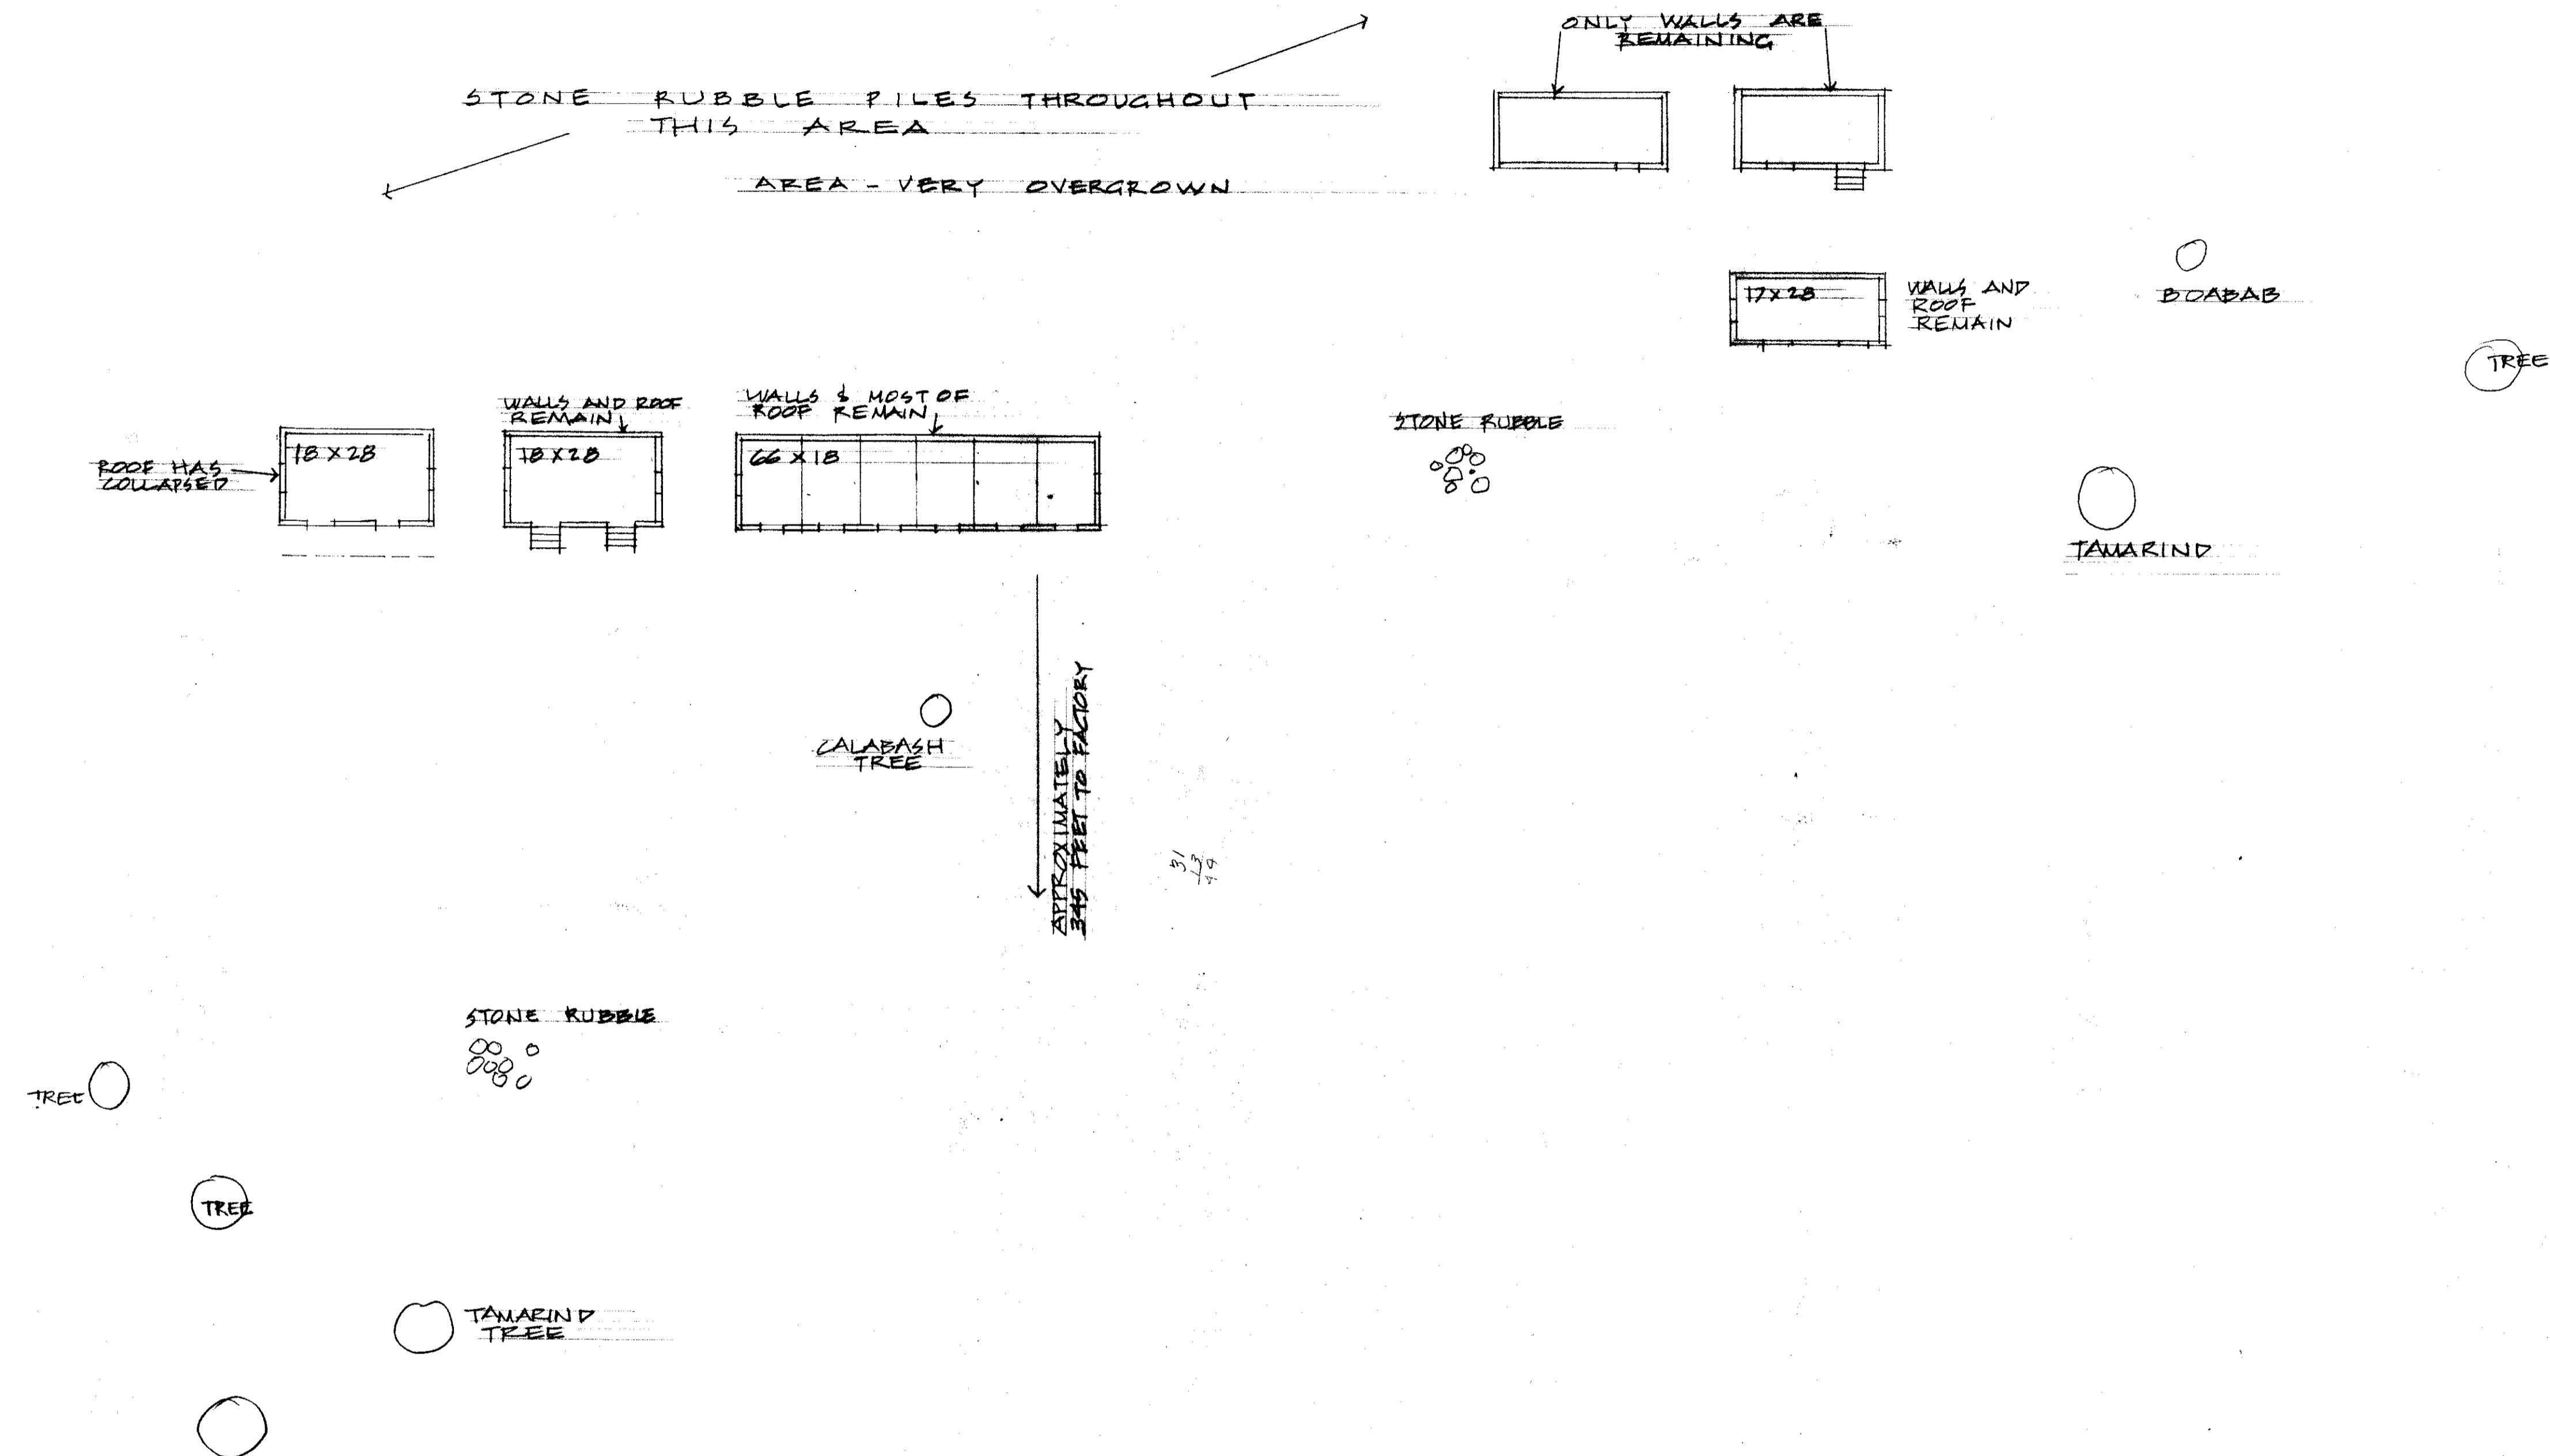 ONLY WALLS ARE
REMAINING
STONE RUBBLE PILES THROUGHOUT
THIS AREA
AREA - VERY OVERGROWN
17 X 28
WALLS AND
ROOF
REMAIN
BOABAB
TREE
WALLS AND ROOF
REMAIN
WALLS & MOST OF
ROOF REMAIN
STONE RUBBLE
ROOF HAS
COLLAPSED
18 X 28
18 X 28
66 X 18
TAMARIND
CALABASH
TREE
APPROXIMATELY
345 FEET TO FACTORY
STONE RUBBLE
TREE
TREE
TAMARIND
TREE